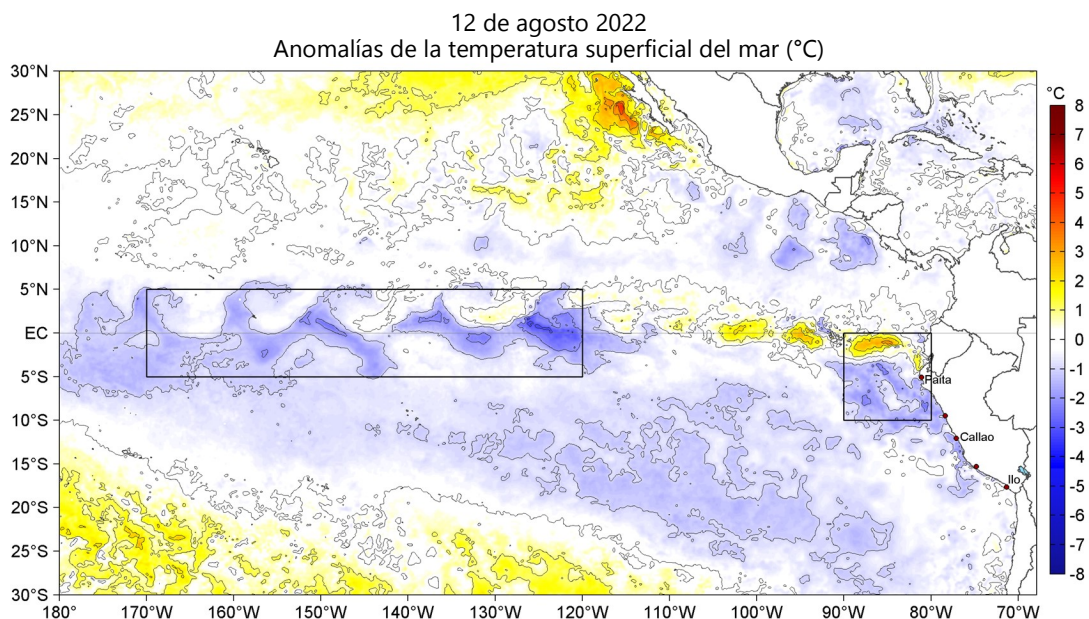 12 de agosto 2022
Anomalías de la temperatura superficial del mar (°C)
30°N
25°N
20°N
15°N
10°N
5°N
EC
5°S
10°S
15°S
20°S
25°S
30°S
180
170°W
160°W
150°W
140°W
130°W
120°W
110°W
100°W
90°W
80°W
70°W
Paita
Callao
Ilo
°C
8
7
6
5
4
3
2
1
0
-1
-2
-3
-4
-5
-6
-7
-8